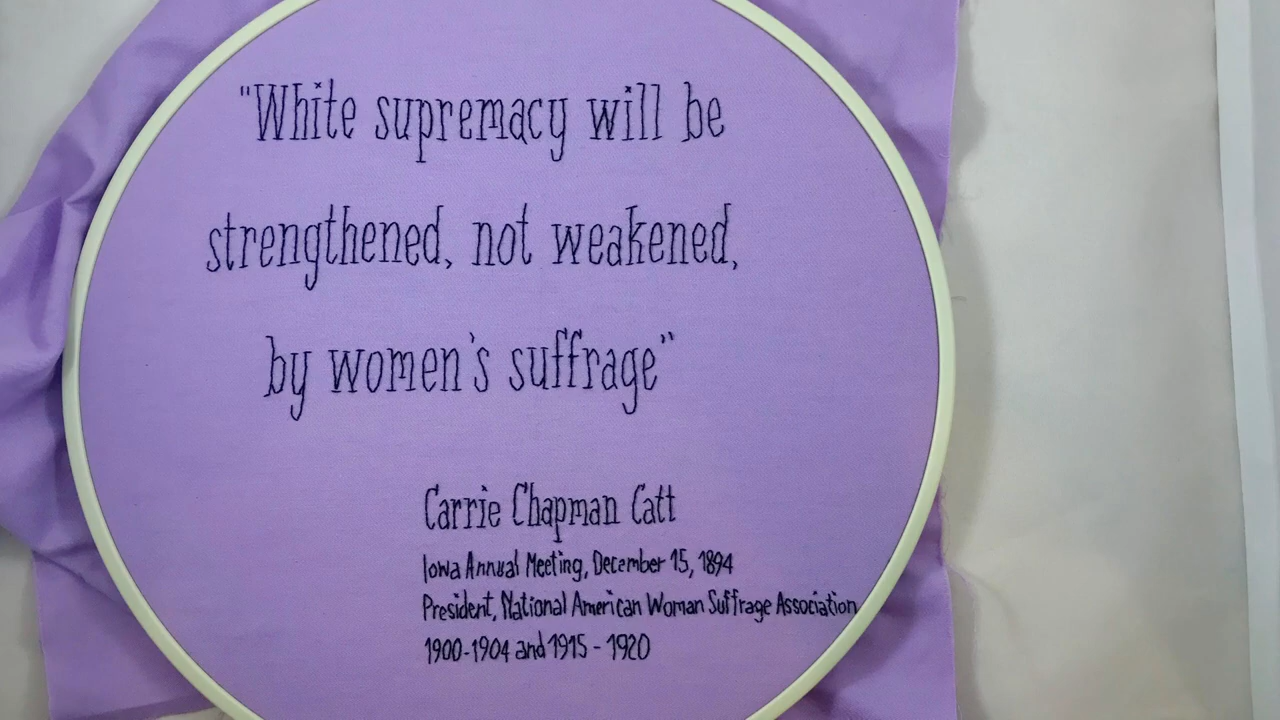 "White supremacy will be
strengthened, not weakened,
by women's suffrage"
Carrie Chapman Catt
Iowa Annual Meeting, December 15, 1894
President, National American Woman Suffrage Association
1900-1904 and 1915 - 1920